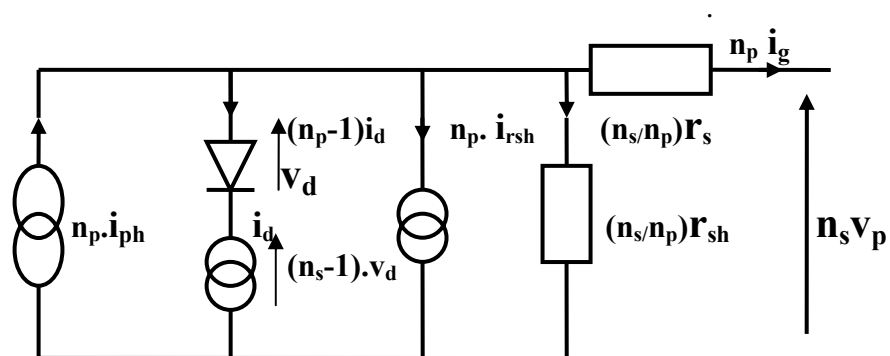 n_p i_g
(n_p-1)i_d
n_p. i_rsh
(n_s/n_p)r_s
v_d
n_p.i_ph
i_d
(n_s/n_p)r_sh
n_sv_p
(n_s-1).v_d